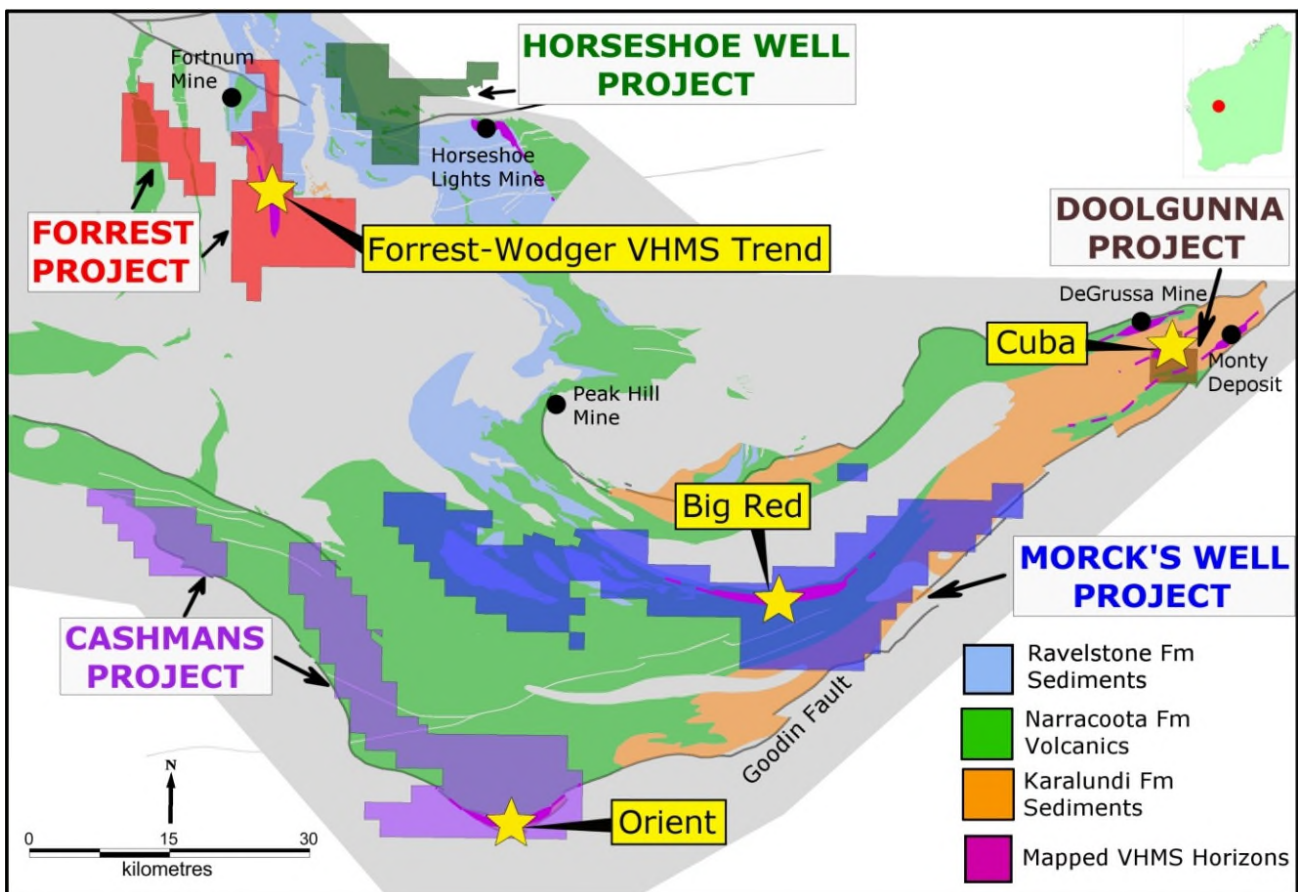 HORSESHOE WELL
PROJECT
Fortnum
Mine
Horseshoe
Lights Mine
FORREST
PROJECT
Forrest-Wodger VHMS Trend
DOOLGUNNA
PROJECT
DeGrussa Mine
Cuba
Monty
Deposit
Peak Hill
Mine
Big Red
MORCK'S WELL
PROJECT
CASHMANS
PROJECT
Goodin Fault
Orient
Ravelstone Fm
Sediments
Narracoota Fm
Volcanics
Karalundi Fm
Sediments
Mapped VHMS Horizons
N
0 15 30
kilometres